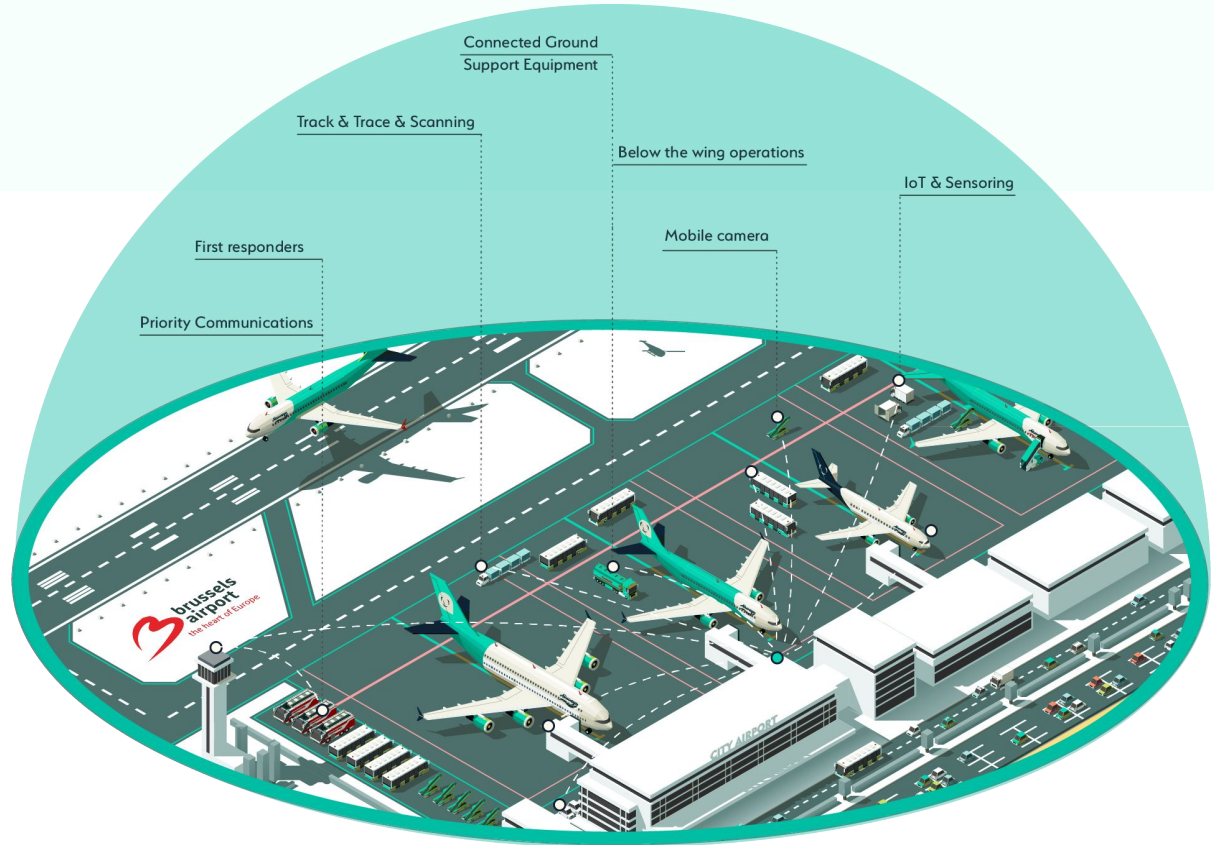 Connected Ground
Support Equipment
Track & Trace & Scanning
Below the wing operations
IoT & Sensoring
Mobile camera
First responders
Priority Communications
brussels
airport
the heart of Europe
CITY AIRPORT